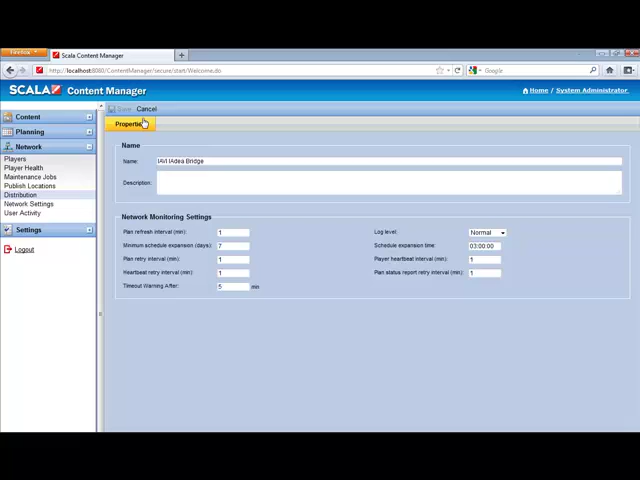 Firefox
Scala Content Manager
http://localhost:8080/ContentManager/secure/start/Welcome.do
Google
SCALA Content Manager
Home / System Administrator
Content
Planning
Network
Players
Player Health
Maintenance Jobs
Publish Locations
Distribution
Network Settings
User Activity
Settings
Logout
Save Cancel
Properties
Name
Name: IAVI IAdea Bridge
Description:
Network Monitoring Settings
Plan refresh interval (min): 1 Log level: Normal
Minimum schedule expansion (days): 7 Schedule expansion time: 03:00:00
Plan retry interval (min): 1 Player heartbeat interval (min): 1
Heartbeat retry interval (min): 1 Plan status report retry interval (min): 1
Timeout Warning After: 5 min